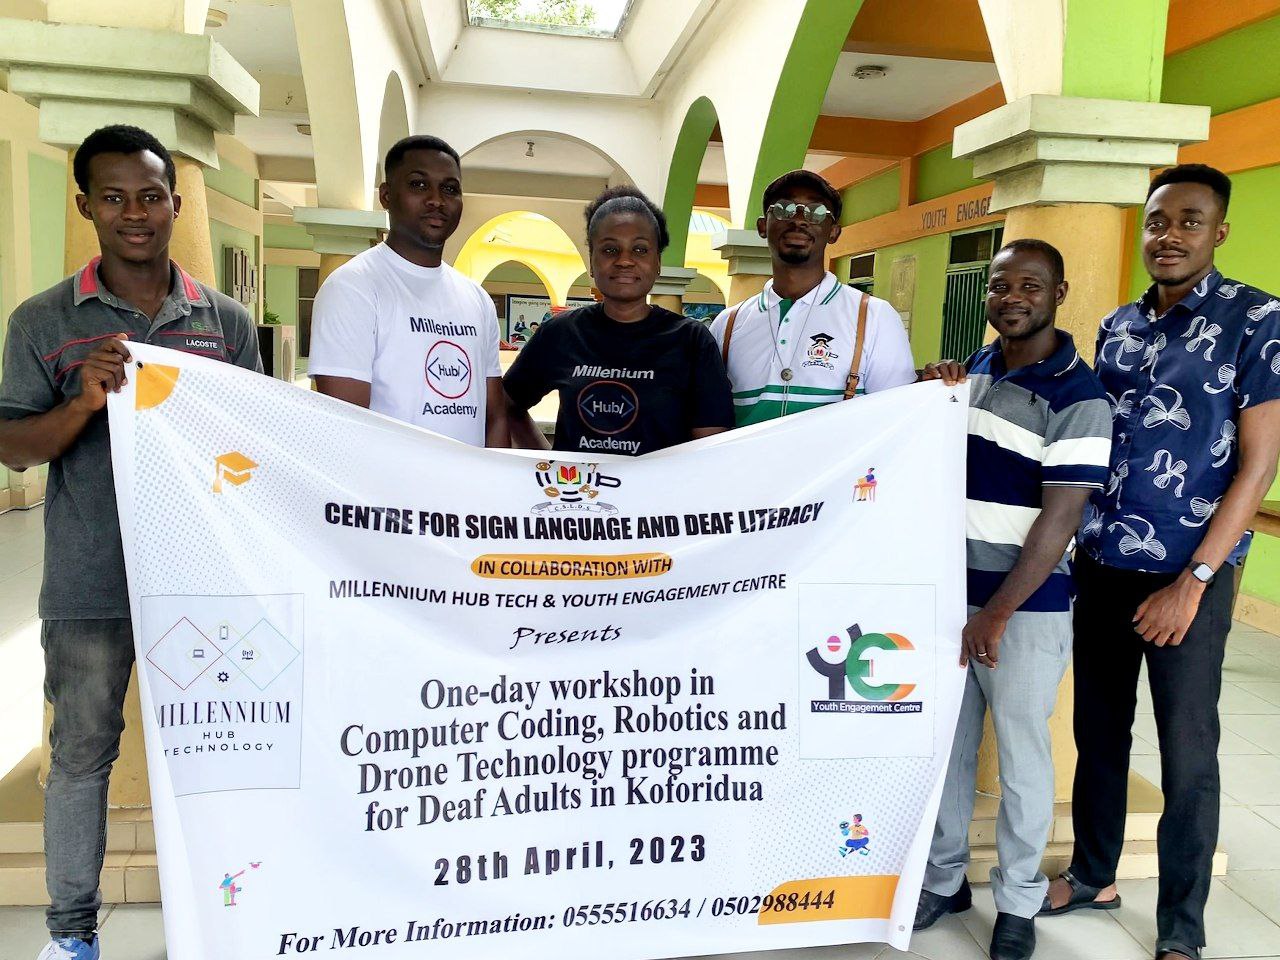 YOUTH ENGAGE
LACOSTE
Millenium
<Hub/>
Academy
Millenium
<Hub/>
Academy
C.S.L.D.S
CENTRE FOR SIGN LANGUAGE AND DEAF LITERACY
IN COLLABORATION WITH
MILLENNIUM HUB TECH & YOUTH ENGAGEMENT CENTRE
Presents
One-day workshop in
Computer Coding, Robotics and
Drone Technology programme
for Deaf Adults in Koforidua
28th April, 2023
For More Information: 0555516634 / 0502988444
MILLENNIUM
HUB
TECHNOLOGY
YEC
Youth Engagement Centre